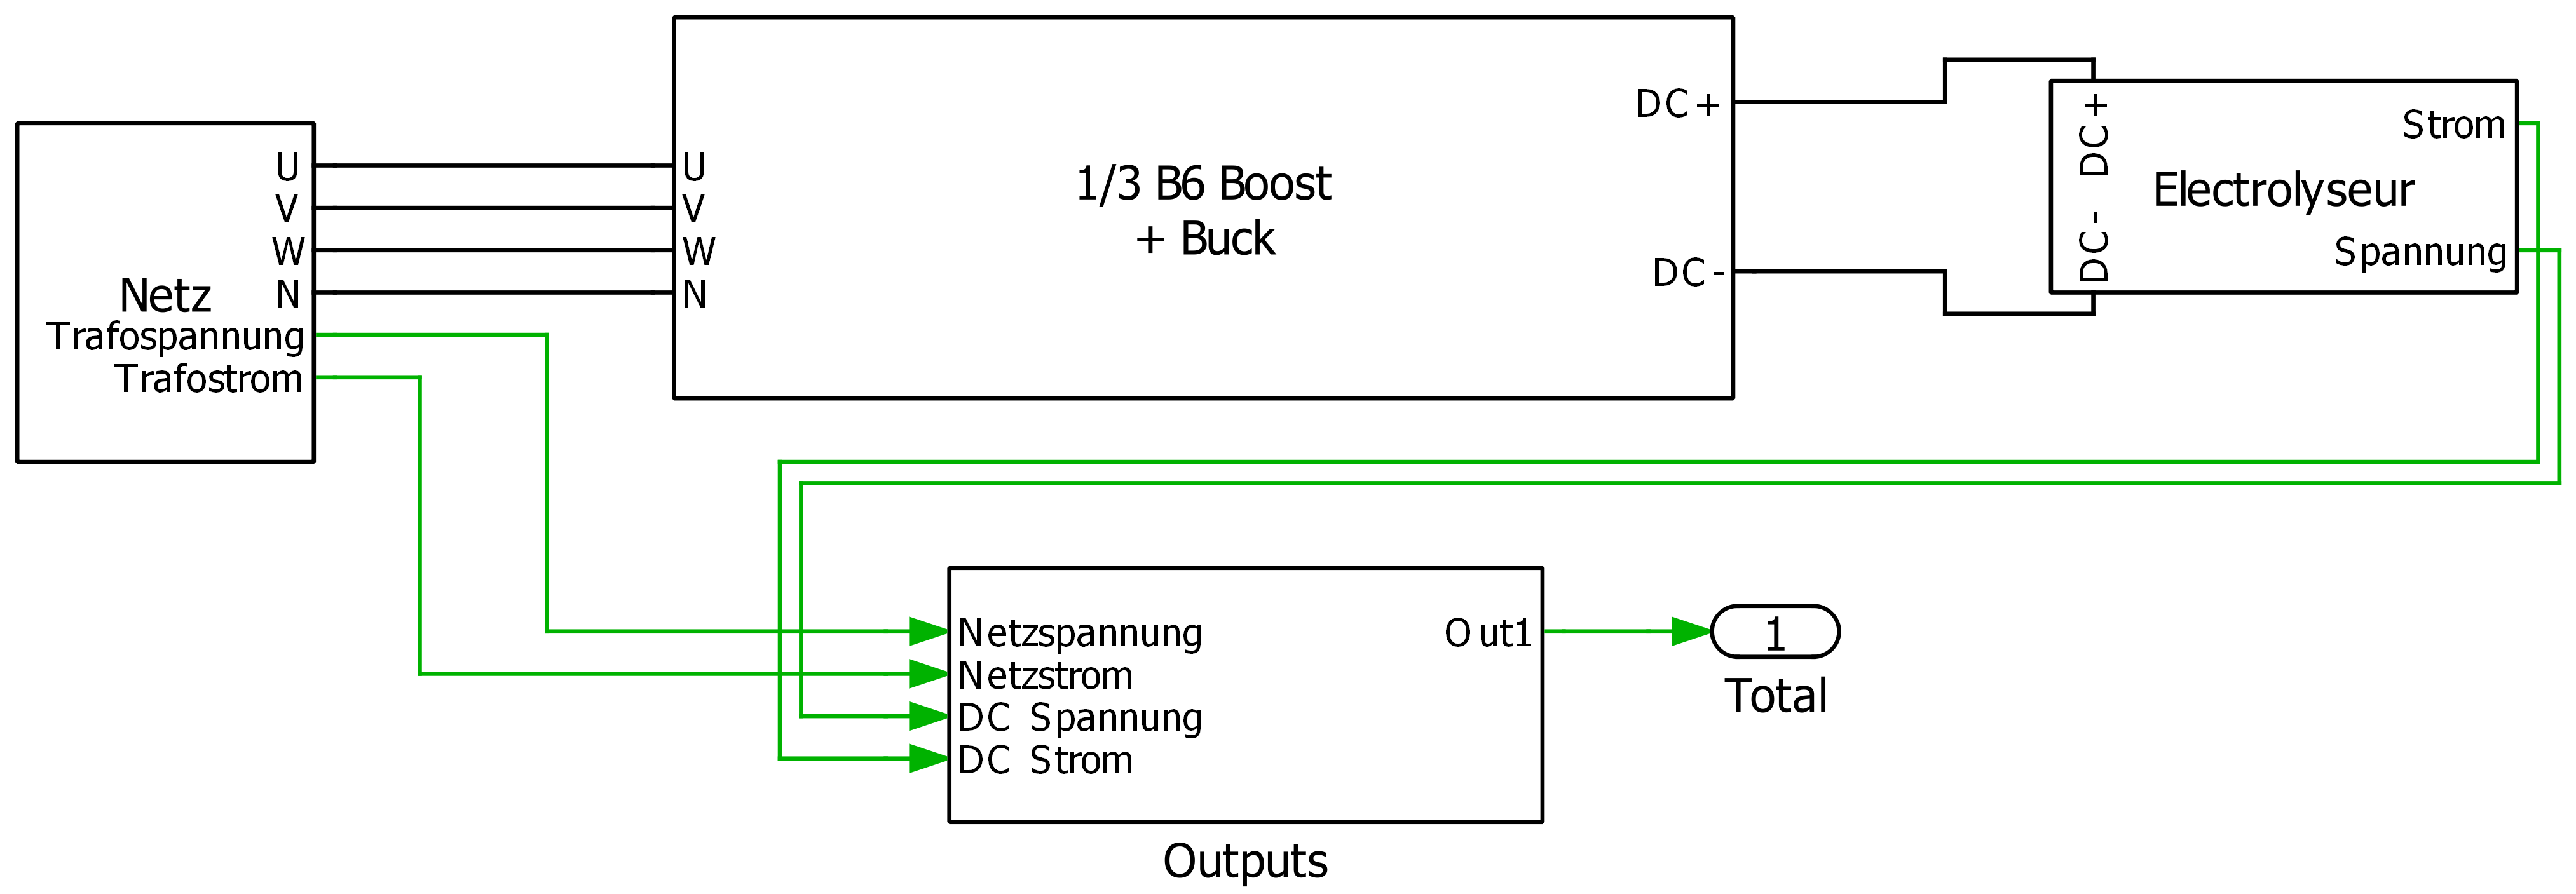 Netz
U
V
W
N
Trafospannung
Trafostrom
U
V
W
N
1/3 B6 Boost
+ Buck
DC+
DC-
DC+
DC-
Electrolyseur
Strom
Spannung
Netzspannung
Netzstrom
DC Spannung
DC Strom
Out1
Outputs
1
Total